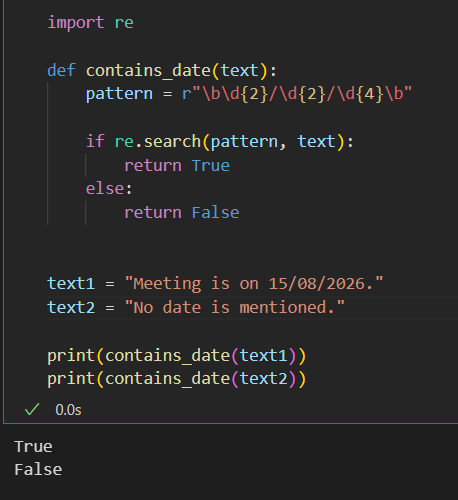 import re
def contains_date(text):
    pattern = r"\b\d{2}/\d{2}/\d{4}\b"
    if re.search(pattern, text):
        return True
    else:
        return False
text1 = "Meeting is on 15/08/2026."
text2 = "No date is mentioned."
print(contains_date(text1))
print(contains_date(text2))
0.0s
True
False